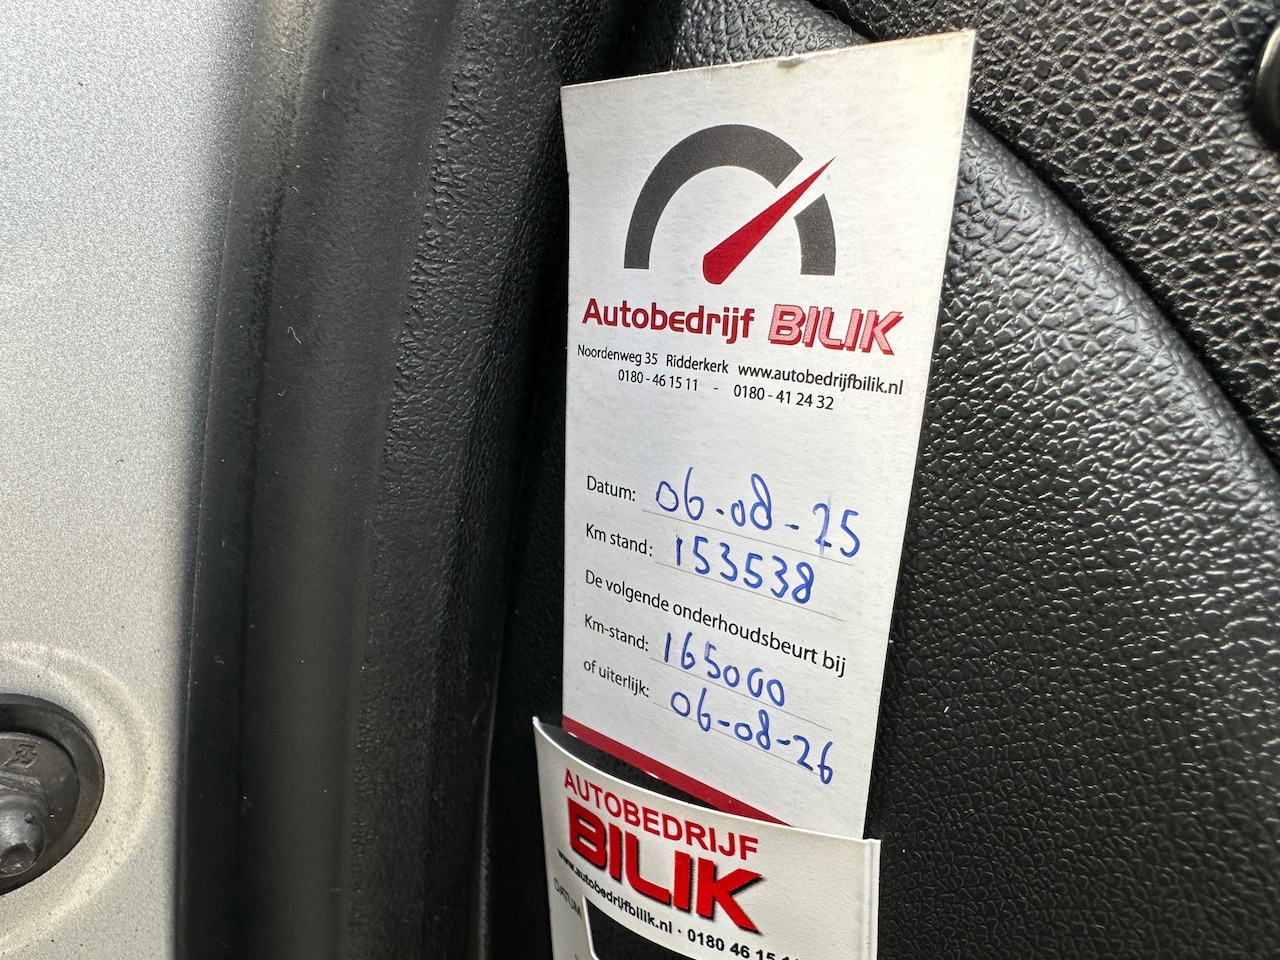 Autobedrijf BILIK
Noordenweg 35 Ridderkerk www.autobedrijfbilik.nl
0180 - 46 15 11 - 0180 - 41 24 32
Datum: 06-08-25
Km stand: 153538
De volgende onderhoudsbeurt bij
Km-stand: 165000
of uiterlijk: 06-08-26
AUTOBEDRIJF
BILIK
www.autobedrijfbilik.nl · 0180 46 15
DATUM